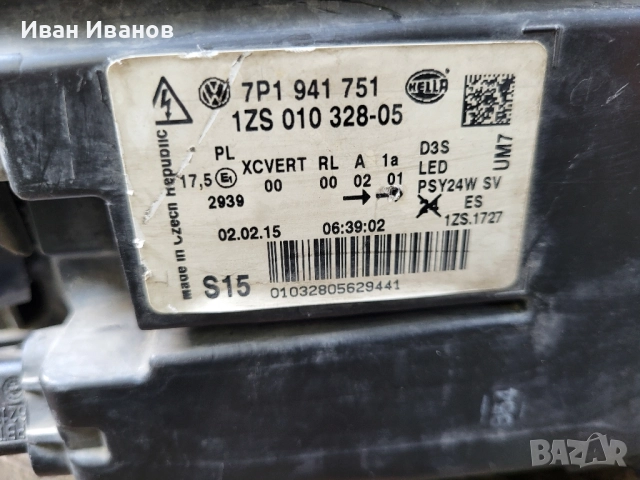 Иван Иванов
7P1 941 751
HELLA
1ZS 010 328-05
made in Czech Republic
PL XCVERT RL A 1a D3S
17,5 E1 00 00 02 01 LED
2939 PSY24W SV
ES
1ZS.1727
UM7
02.02.15 06:39:02
S15 01032805629441
BAZAR